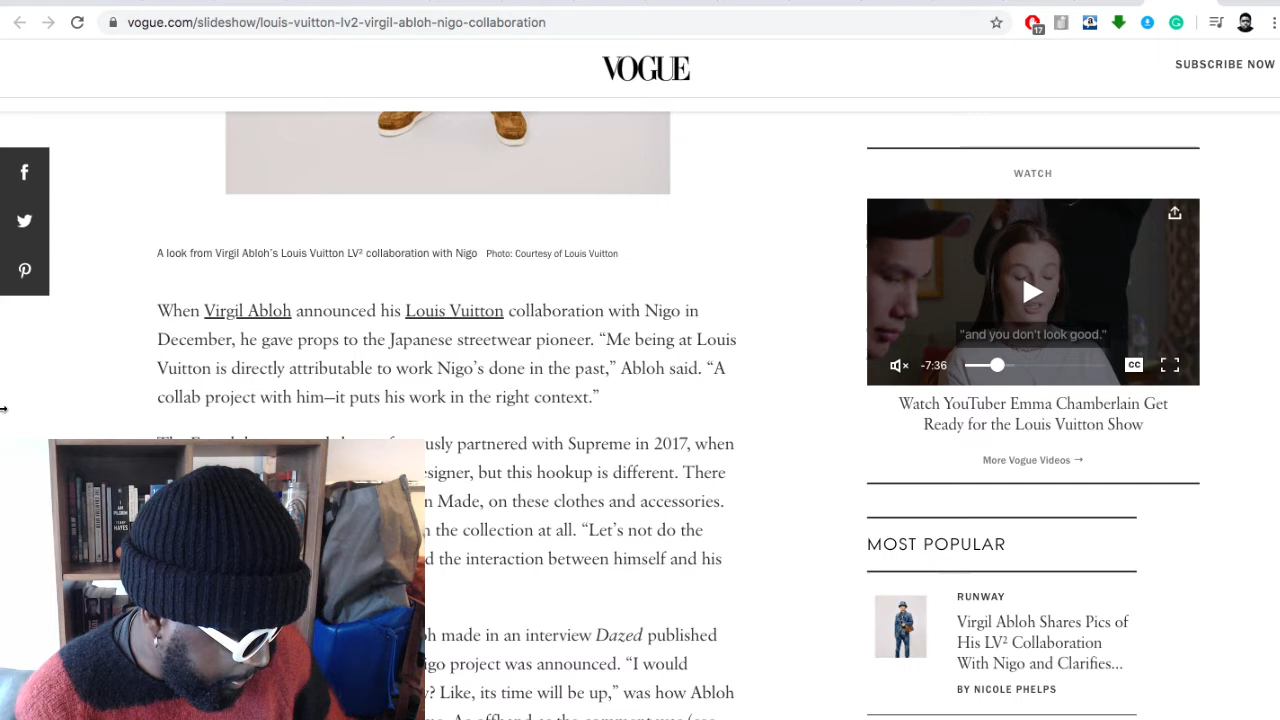 vogue.com/slideshow/louis-vuitton-lv2-virgil-abloh-nigo-collaboration
17
VOGUE
SUBSCRIBE NOW
A look from Virgil Abloh's Louis Vuitton LV² collaboration with Nigo Photo: Courtesy of Louis Vuitton
When Virgil Abloh announced his Louis Vuitton collaboration with Nigo in
December, he gave props to the Japanese streetwear pioneer. “Me being at Louis
Vuitton is directly attributable to work Nigo’s done in the past,” Abloh said. “A
collab project with him—it puts his work in the right context.”
partnered with Supreme in 2017, when
but this hookup is different. There
Made, on these clothes and accessories.
the collection at all. “Let’s not do the
the interaction between himself and his
made in an interview Dazed published
project was announced. “I would
Like, its time will be up,” was how Abloh
WATCH
"and you don't look good."
-7:36
CC
Watch YouTuber Emma Chamberlain Get
Ready for the Louis Vuitton Show
More Vogue Videos →
MOST POPULAR
RUNWAY
Virgil Abloh Shares Pics of
His LV² Collaboration
With Nigo and Clarifies...
BY NICOLE PHELPS
I AM
PILGRIM
TERRY
HAYES